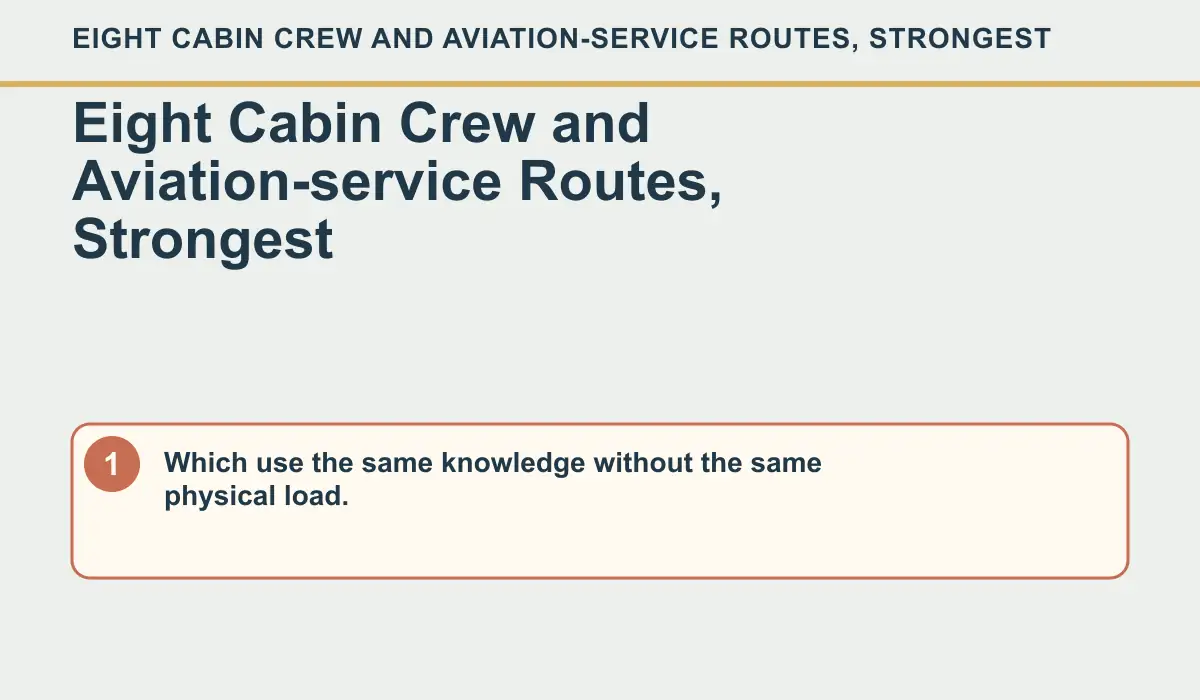 EIGHT CABIN CREW AND AVIATION-SERVICE ROUTES, STRONGEST
Eight Cabin Crew and
Aviation-service Routes,
Strongest
1
Which use the same knowledge without the same
physical load.